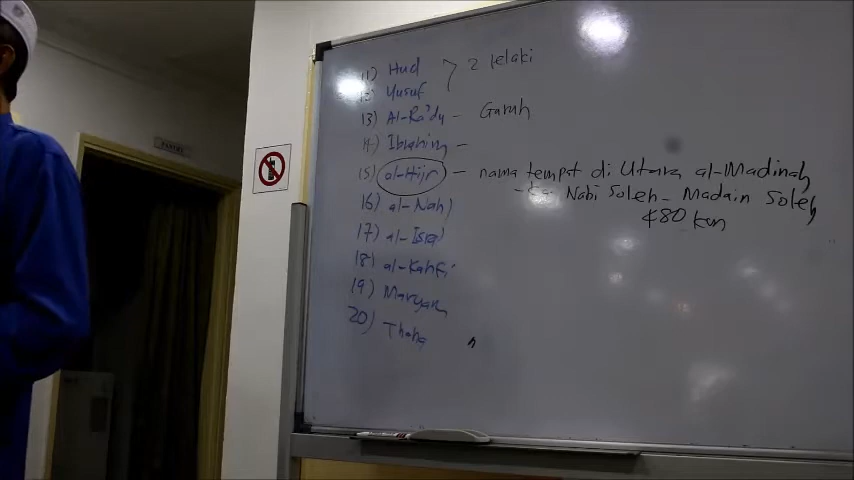 PANTRY
11) Hud
2 lelaki
12) Yusuf
13) Al-Ra'du - Guruh
14) Ibrahim -
15) al-Hijr - nama tempat di Utara al-Madinah
Nabi Soleh - Madain Soleh
480 km
16) al-Nahl
17) al-Isra'
18) al-Kahfi
19) Maryam
20) Thaha